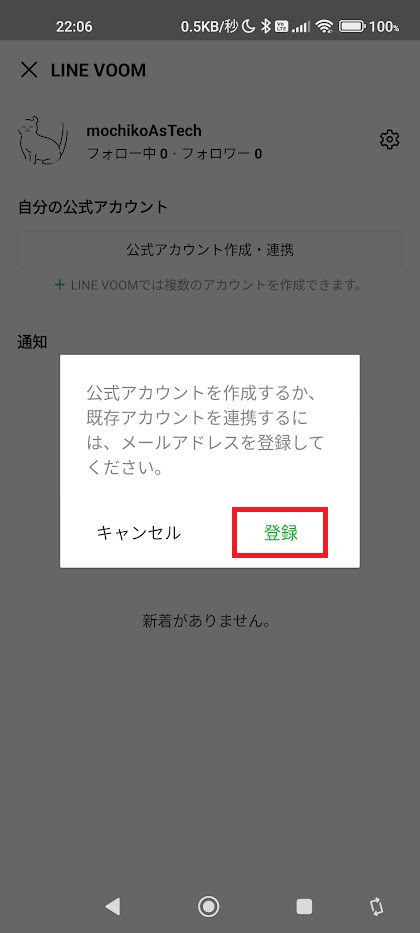 22:06 0.5KB/秒 100%
LINE VOOM
mochikoAsTech
フォロー中 0・フォロワー 0
自分の公式アカウント
公式アカウント作成・連携
+ LINE VOOMでは複数のアカウントを作成できます。
通知
公式アカウントを作成するか、
既存アカウントを連携するに
は、メールアドレスを登録して
ください。
キャンセル 登録
新着がありません。